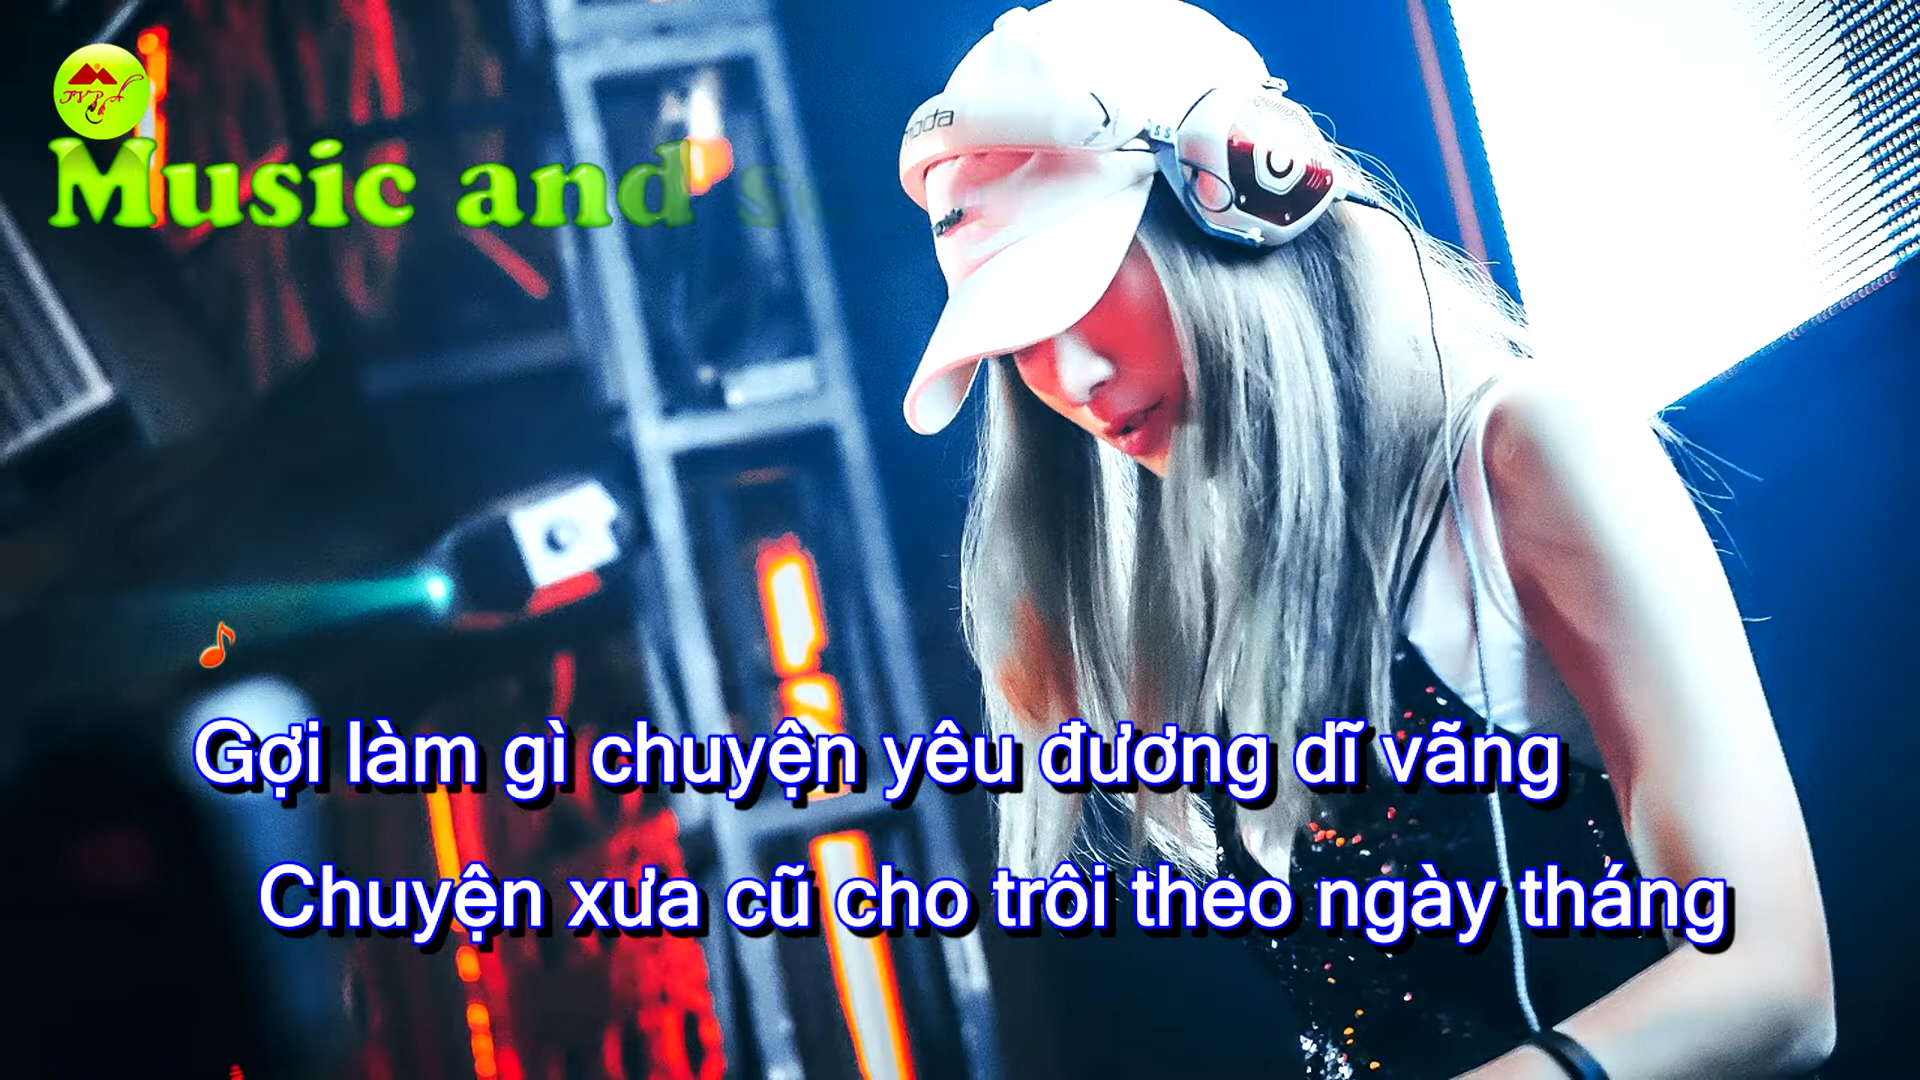 Music and
Gợi làm gì chuyện yêu đương dĩ vãng
Chuyện xưa cũ cho trôi theo ngày tháng